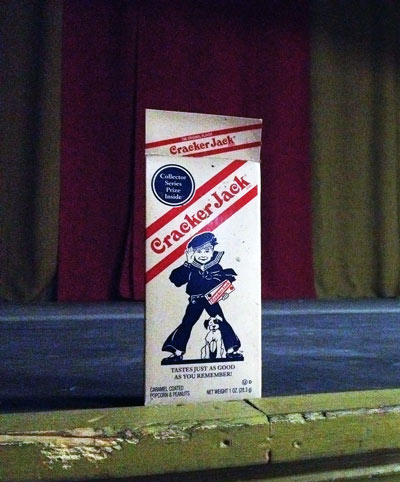 THE ORIGINAL FLAVOR
Cracker Jack
Collector
Series
Prize
Inside
Cracker Jack
TASTES JUST AS GOOD
AS YOU REMEMBER!
CARAMEL COATED
POPCORN & PEANUTS
NET WEIGHT 1 OZ. (28.3 g)